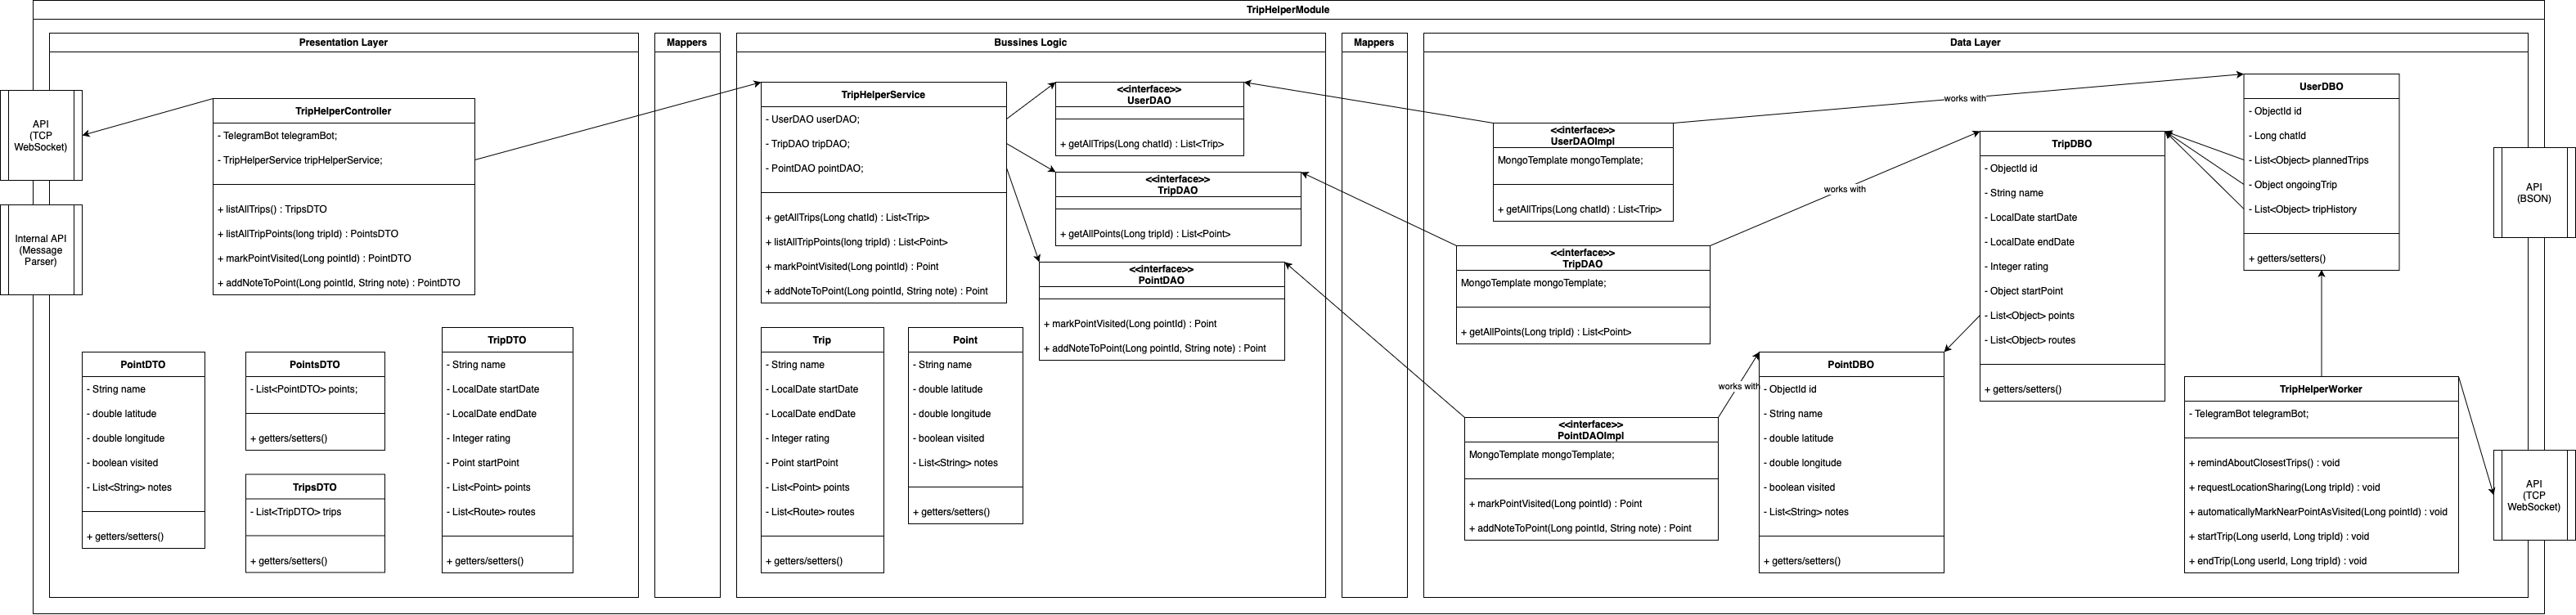 TripHelperModule
Presentation Layer
Mappers
Bussines Logic
Mappers
Data Layer
API
(TCP
WebSocket)
Internal API
(Message
Parser)
TripHelperController
- TelegramBot telegramBot;
- TripHelperService tripHelperService;
+ listAllTrips() : TripsDTO
+ listAllTripPoints(long tripId) : PointsDTO
+ markPointVisited(Long pointId) : PointDTO
+ addNoteToPoint(Long pointId, String note) : PointDTO
PointDTO
- String name
- double latitude
- double longitude
- boolean visited
- List<String> notes
+ getters/setters()
PointsDTO
- List<PointDTO> points;
+ getters/setters()
TripsDTO
- List<TripDTO> trips
+ getters/setters()
TripDTO
- String name
- LocalDate startDate
- LocalDate endDate
- Integer rating
- Point startPoint
- List<Point> points
- List<Route> routes
+ getters/setters()
TripHelperService
- UserDAO userDAO;
- TripDAO tripDAO;
- PointDAO pointDAO;
+ getAllTrips(Long chatId) : List<Trip>
+ listAllTripPoints(long tripId) : List<Point>
+ markPointVisited(Long pointId) : Point
+ addNoteToPoint(Long pointId, String note) : Point
<<interface>>
UserDAO
+ getAllTrips(Long chatId) : List<Trip>
<<interface>>
TripDAO
+ getAllPoints(Long tripId) : List<Point>
<<interface>>
PointDAO
+ markPointVisited(Long pointId) : Point
+ addNoteToPoint(Long pointId, String note) : Point
Trip
- String name
- LocalDate startDate
- LocalDate endDate
- Integer rating
- Point startPoint
- List<Point> points
- List<Route> routes
+ getters/setters()
Point
- String name
- double latitude
- double longitude
- boolean visited
- List<String> notes
+ getters/setters()
<<interface>>
UserDAOImpl
MongoTemplate mongoTemplate;
+ getAllTrips(Long chatId) : List<Trip>
works with
<<interface>>
TripDAO
MongoTemplate mongoTemplate;
+ getAllPoints(Long tripId) : List<Point>
works with
<<interface>>
PointDAOImpl
MongoTemplate mongoTemplate;
+ markPointVisited(Long pointId) : Point
+ addNoteToPoint(Long pointId, String note) : Point
works with
PointDBO
- ObjectId id
- String name
- double latitude
- double longitude
- boolean visited
- List<String> notes
+ getters/setters()
TripDBO
- ObjectId id
- String name
- LocalDate startDate
- LocalDate endDate
- Integer rating
- Object startPoint
- List<Object> points
- List<Object> routes
+ getters/setters()
UserDBO
- ObjectId id
- Long chatId
- List<Object> plannedTrips
- Object ongoingTrip
- List<Object> tripHistory
+ getters/setters()
TripHelperWorker
- TelegramBot telegramBot;
+ remindAboutClosestTrips() : void
+ requestLocationSharing(Long tripId) : void
+ automaticallyMarkNearPointAsVisited(Long pointId) : void
+ startTrip(Long userId, Long tripId) : void
+ endTrip(Long userId, Long tripId) : void
API
(BSON)
API
(TCP
WebSocket)